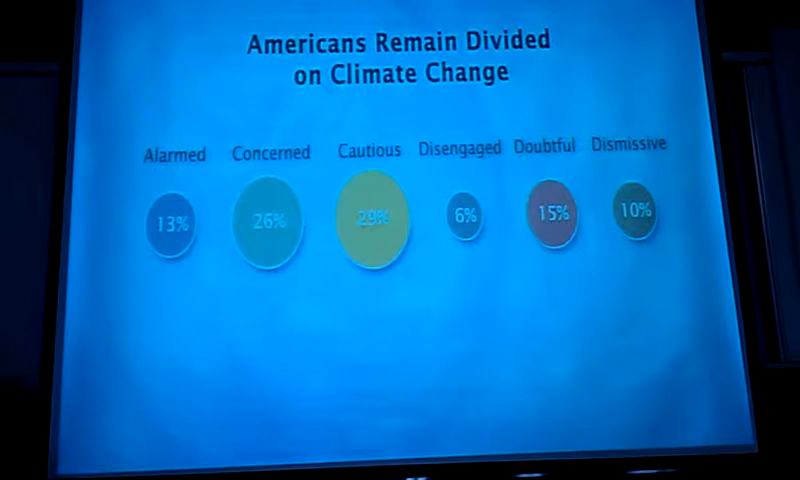 Americans Remain Divided
on Climate Change
Alarmed Concerned Cautious Disengaged Doubtful Dismissive
13% 26% 29% 6% 15% 10%